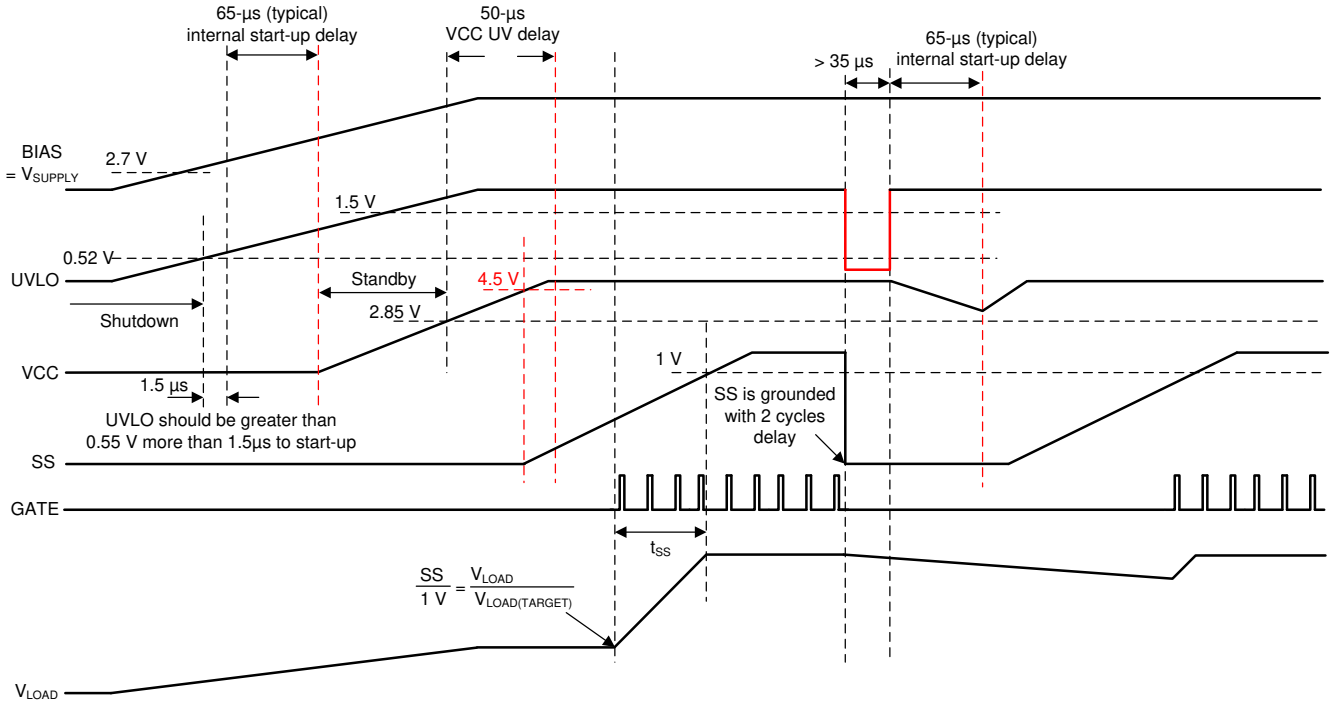 65-µs (typical)
internal start-up delay
50-µs
VCC UV delay
> 35 µs
65-µs (typical)
internal start-up delay
BIAS
= VSUPPLY
2.7 V
1.5 V
0.52 V
UVLO
Standby
4.5 V
Shutdown
2.85 V
VCC
1.5 µs
1 V
UVLO should be greater than
0.55 V more than 1.5µs to start-up
SS is grounded
with 2 cycles
delay
SS
GATE
tSS
SS / 1 V = VLOAD / VLOAD(TARGET)
VLOAD